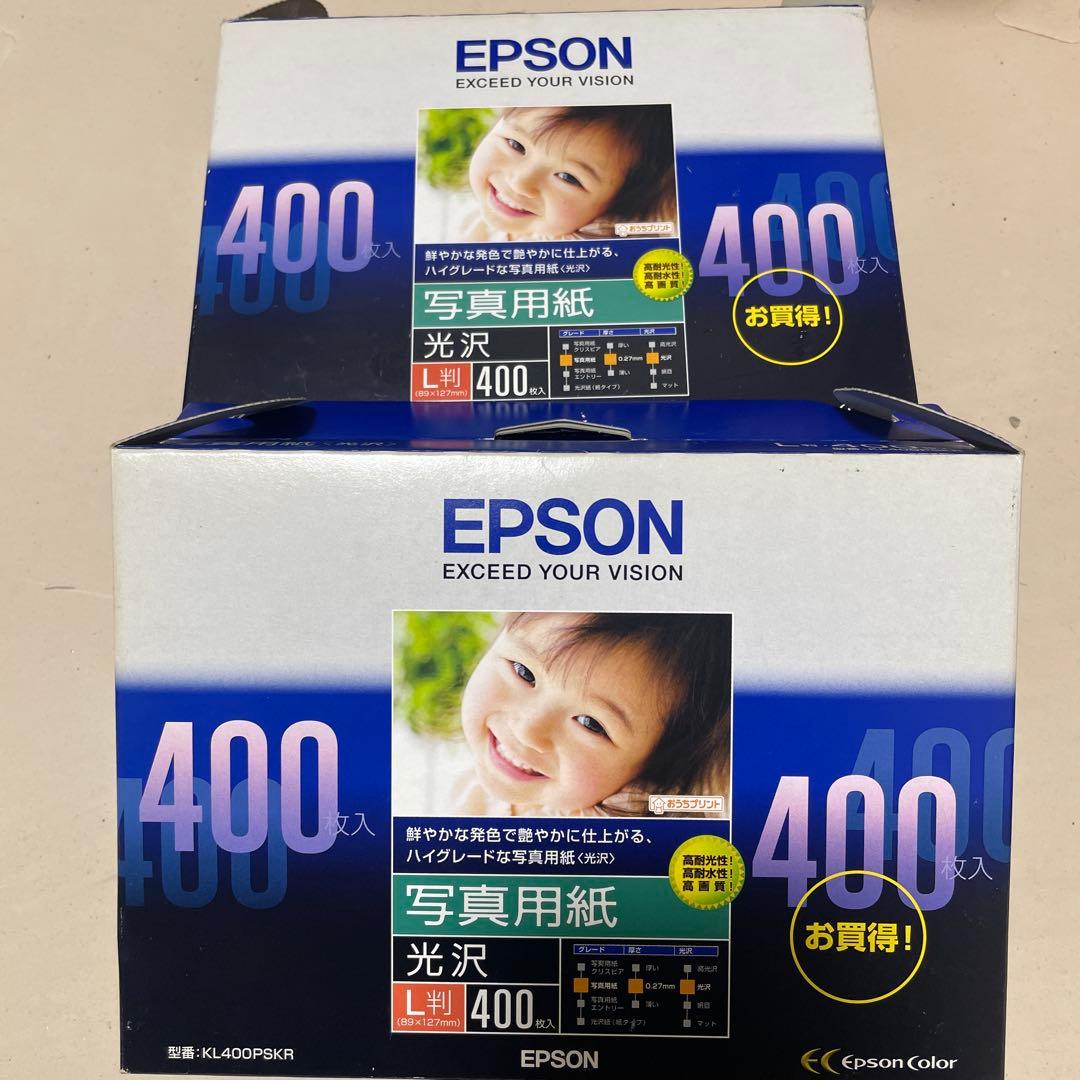 EPSON
EXCEED YOUR VISION
400枚入
400
400枚入
400
おうちプリント
鮮やかな発色で艶やかに仕上がる、
ハイグレードな写真用紙〈光沢〉
高耐光性!
高耐水性!
高画質!
お買得!
写真用紙
光沢
L判
(89×127mm)
400枚入
グレード 厚さ 光沢
写真用紙
クリスピア 厚い 高光沢
写真用紙 0.27mm 光沢
写真用紙
エントリー 薄い 絹目
光沢紙(紙タイプ) マット
EPSON
EXCEED YOUR VISION
400枚入
400
400枚入
400
おうちプリント
鮮やかな発色で艶やかに仕上がる、
ハイグレードな写真用紙〈光沢〉
高耐光性!
高耐水性!
高画質!
お買得!
写真用紙
光沢
L判
(89×127mm)
400枚入
グレード 厚さ 光沢
写真用紙
クリスピア 厚い 高光沢
写真用紙 0.27mm 光沢
写真用紙
エントリー 薄い 絹目
光沢紙(紙タイプ) マット
型番:KL400PSKR
EPSON
EPSON COLOR